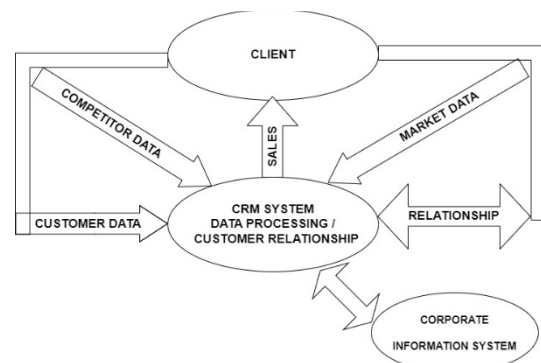 CLIENT
COMPETITOR DATA
MARKET DATA
SALES
CRM SYSTEM
DATA PROCESSING /
CUSTOMER RELATIONSHIP
CUSTOMER DATA
RELATIONSHIP
CORPORATE
INFORMATION SYSTEM